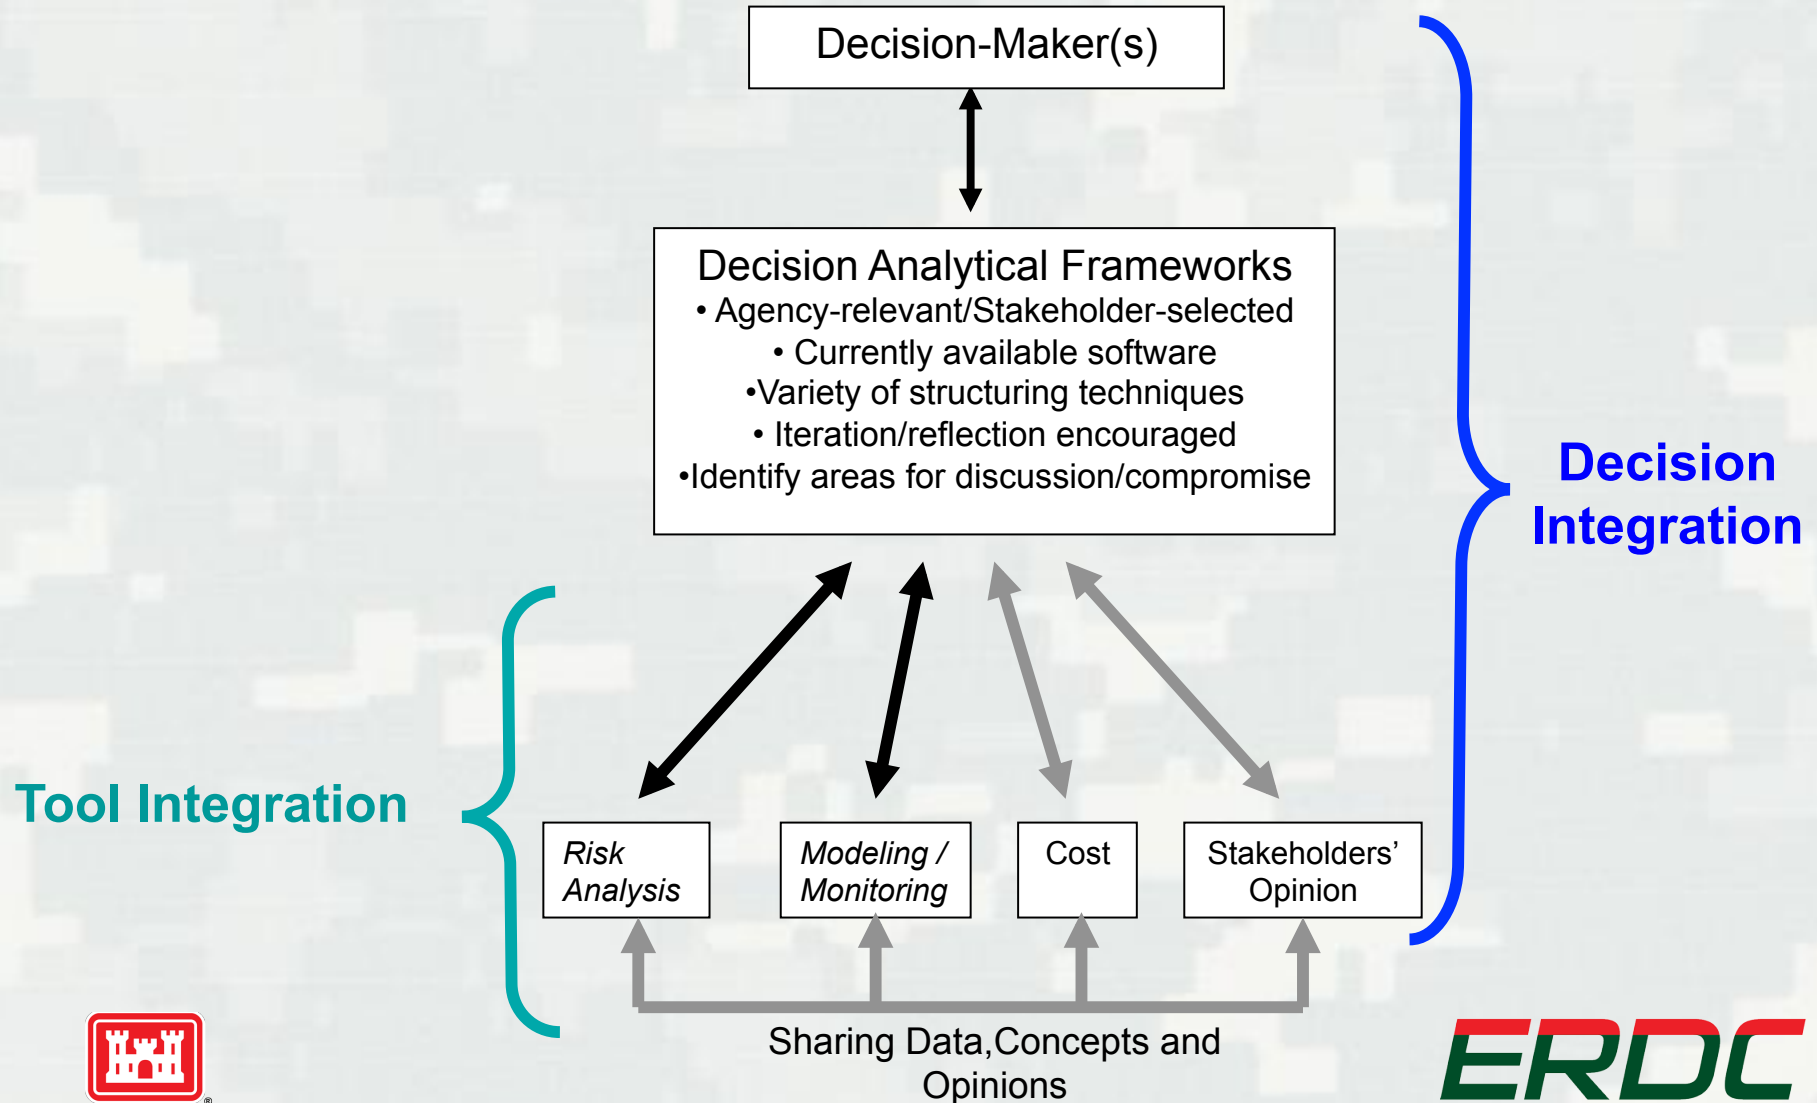 Decision-Maker(s)
Decision Analytical Frameworks
• Agency-relevant/Stakeholder-selected
• Currently available software
•Variety of structuring techniques
• Iteration/reflection encouraged
•Identify areas for discussion/compromise
Decision
Integration
Tool Integration
Risk
Analysis
Modeling /
Monitoring
Cost
Stakeholders’
Opinion
Sharing Data,Concepts and
Opinions
®
ERDC